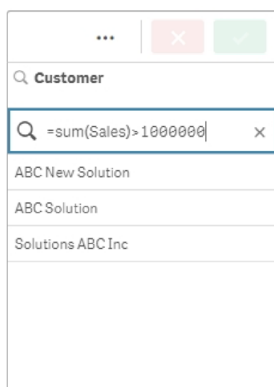 Customer
=sum(Sales)>1000000
ABC New Solution
ABC Solution
Solutions ABC Inc